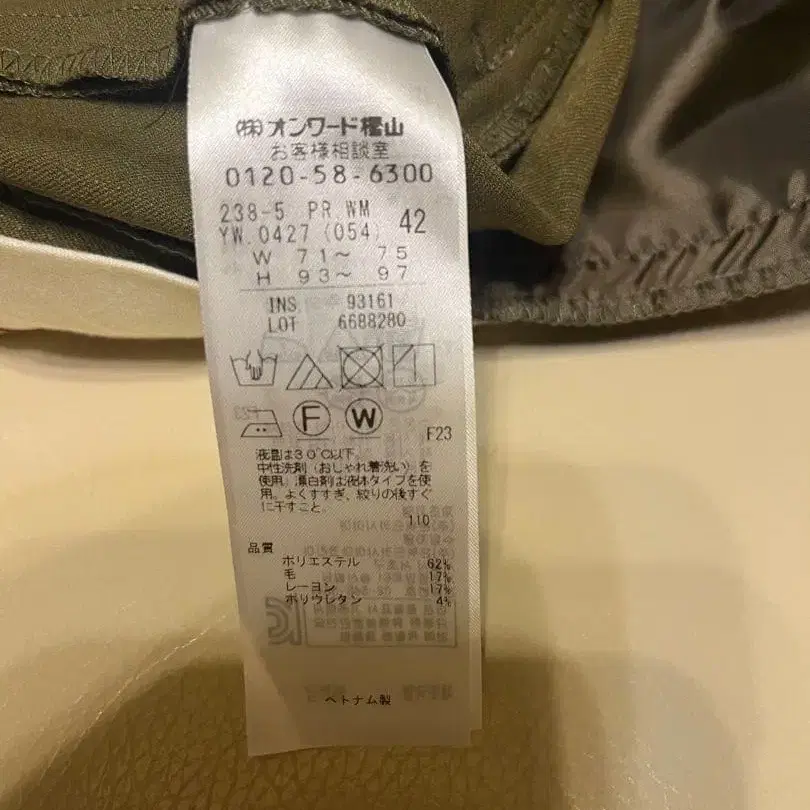 ㈱オンワード樫山
お客様相談室
0120-58-6300
238-5 PR.WM
YW.0427 (054) 42
W 71～ 75
H 93～ 97
INS 93161
LOT 6688280
F
W
F23
液温は30℃以下。
中性洗剤（おしゃれ着洗い）を
使用。漂白剤は液体タイプを使
用。よくすすぎ、絞りの後すぐ
に干すこと。
110
品質
ポリエステル 62%
毛 17%
レーヨン 17%
ポリウレタン 4%
ベトナム製